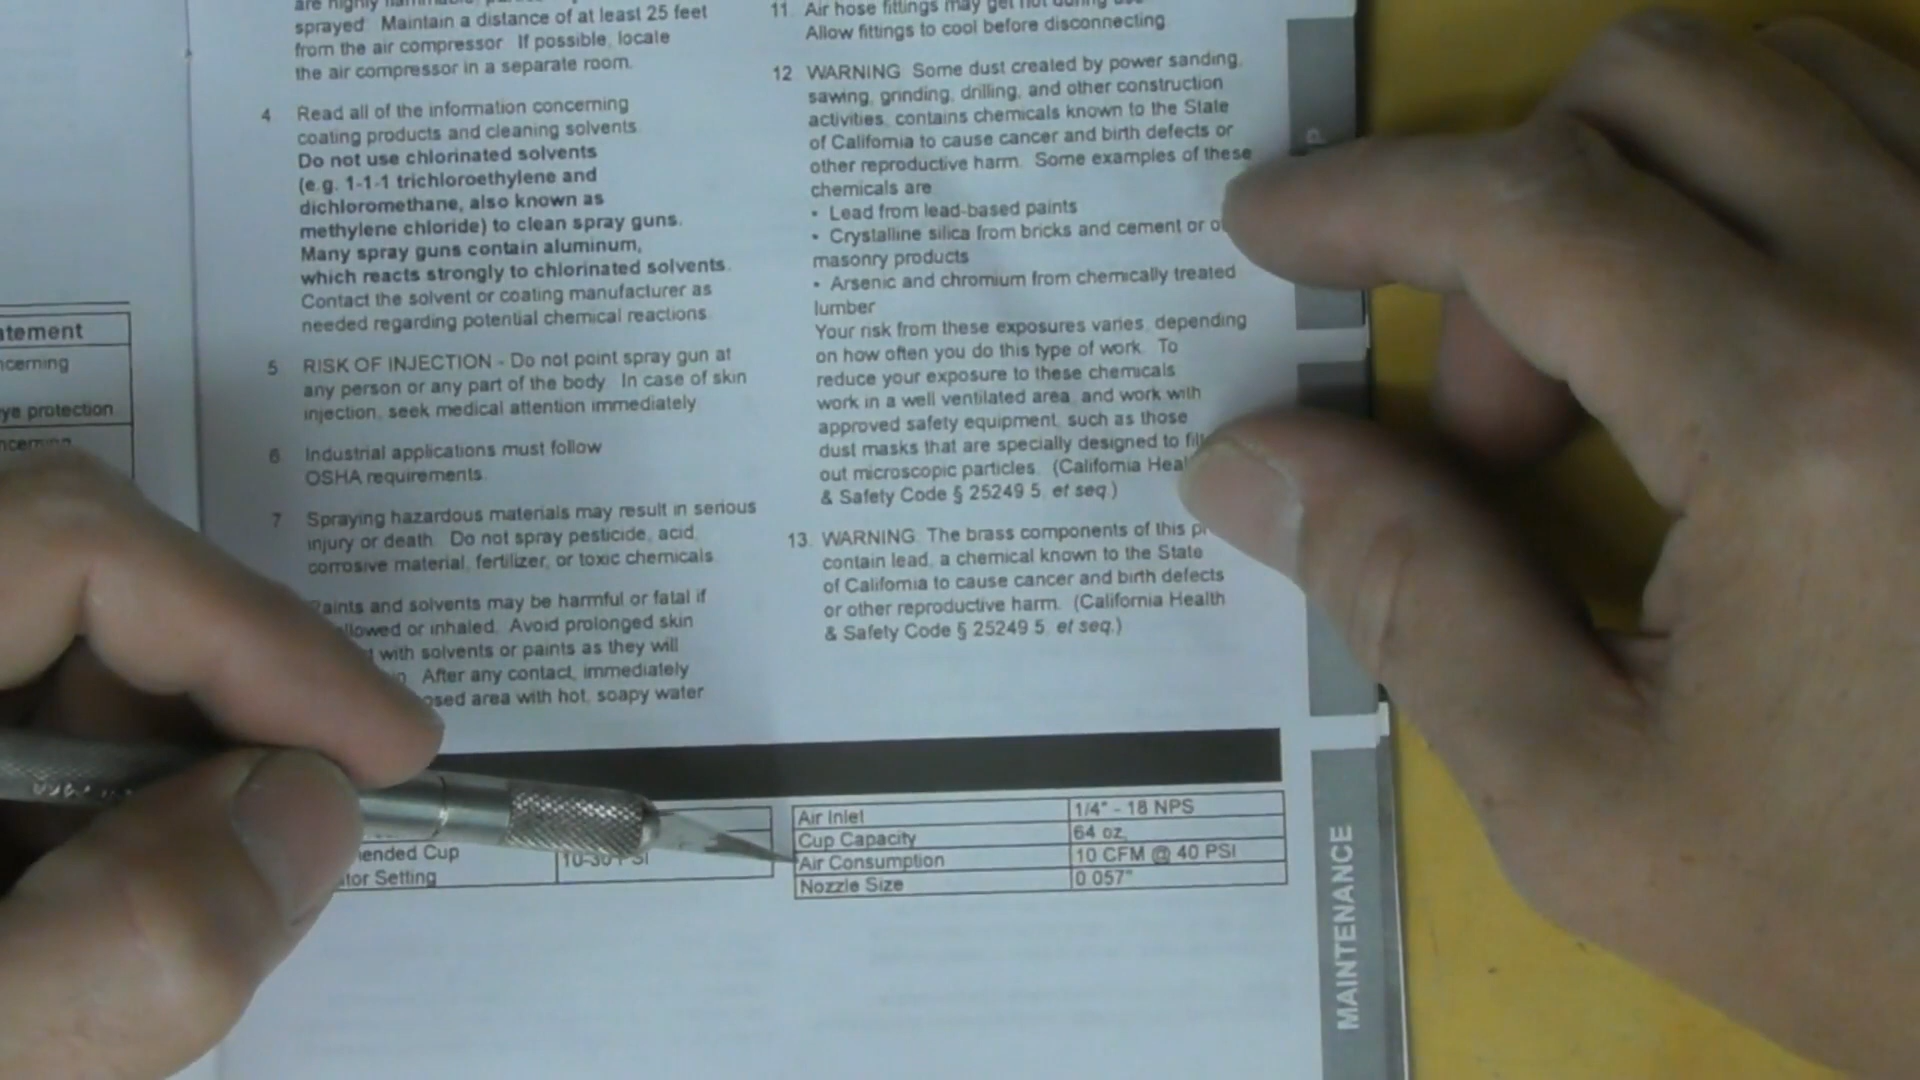 sprayed. Maintain a distance of at least 25 feet
from the air compressor. If possible, locate
the air compressor in a separate room.
4 Read all of the information concerning
coating products and cleaning solvents.
Do not use chlorinated solvents
(e.g. 1-1-1 trichloroethylene and
dichloromethane, also known as
methylene chloride) to clean spray guns.
Many spray guns contain aluminum,
which reacts strongly to chlorinated solvents.
Contact the solvent or coating manufacturer as
needed regarding potential chemical reactions.
5 RISK OF INJECTION - Do not point spray gun at
any person or any part of the body. In case of skin
injection, seek medical attention immediately
6 Industrial applications must follow
OSHA requirements.
7 Spraying hazardous materials may result in serious
injury or death. Do not spray pesticide, acid,
corrosive material, fertilizer, or toxic chemicals.
Paints and solvents may be harmful or fatal if
or inhaled. Avoid prolonged skin
with solvents or paints as they will
After any contact, immediately
area with hot, soapy water
11 Air hose fittings may get hot during
Allow fittings to cool before disconnecting.
12 WARNING Some dust created by power sanding,
sawing, grinding, drilling, and other construction
activities, contains chemicals known to the State
of California to cause cancer and birth defects or
other reproductive harm. Some examples of these
chemicals are
• Lead from lead-based paints
• Crystalline silica from bricks and cement or
masonry products
• Arsenic and chromium from chemically treated
lumber
Your risk from these exposures varies, depending
on how often you do this type of work. To
reduce your exposure to these chemicals
work in a well ventilated area, and work with
approved safety equipment, such as those
dust masks that are specially designed to
out microscopic particles. (California
& Safety Code § 25249.5, et seq.)
13. WARNING: The brass components of this
contain lead, a chemical known to the State
of California to cause cancer and birth defects
or other reproductive harm. (California Health
& Safety Code § 25249.5, et seq.)
protection
Cup
10-30 PSI
Setting
Air Inlet 1/4" - 18 NPS
Cup Capacity 64 oz.
Air Consumption 10 CFM @ 40 PSI
Nozzle Size 0.057"
MAINTENANCE